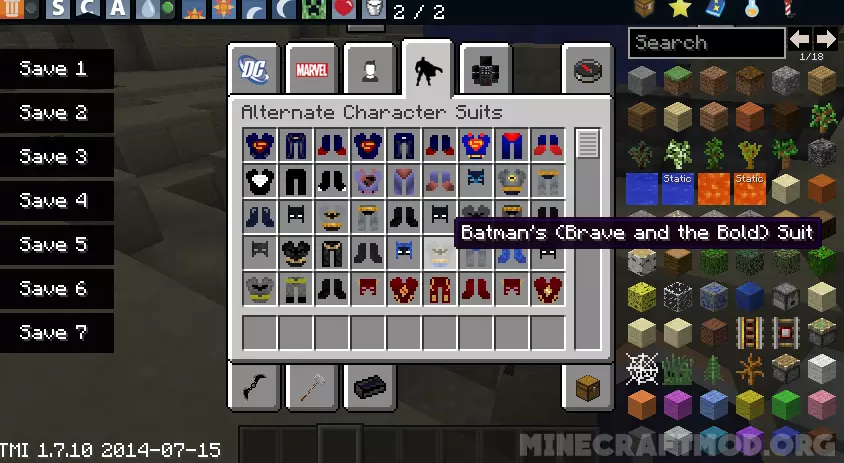 S C A 2 / 2
Search
1/18
Save 1
Save 2
Save 3
Save 4
Save 5
Save 6
Save 7
DC
MARVEL
Alternate Character Suits
Static Static
Batman's (Brave and the Bold) Suit
TMI 1.7.10 2014-07-15
MINECRAFTMOD.ORG